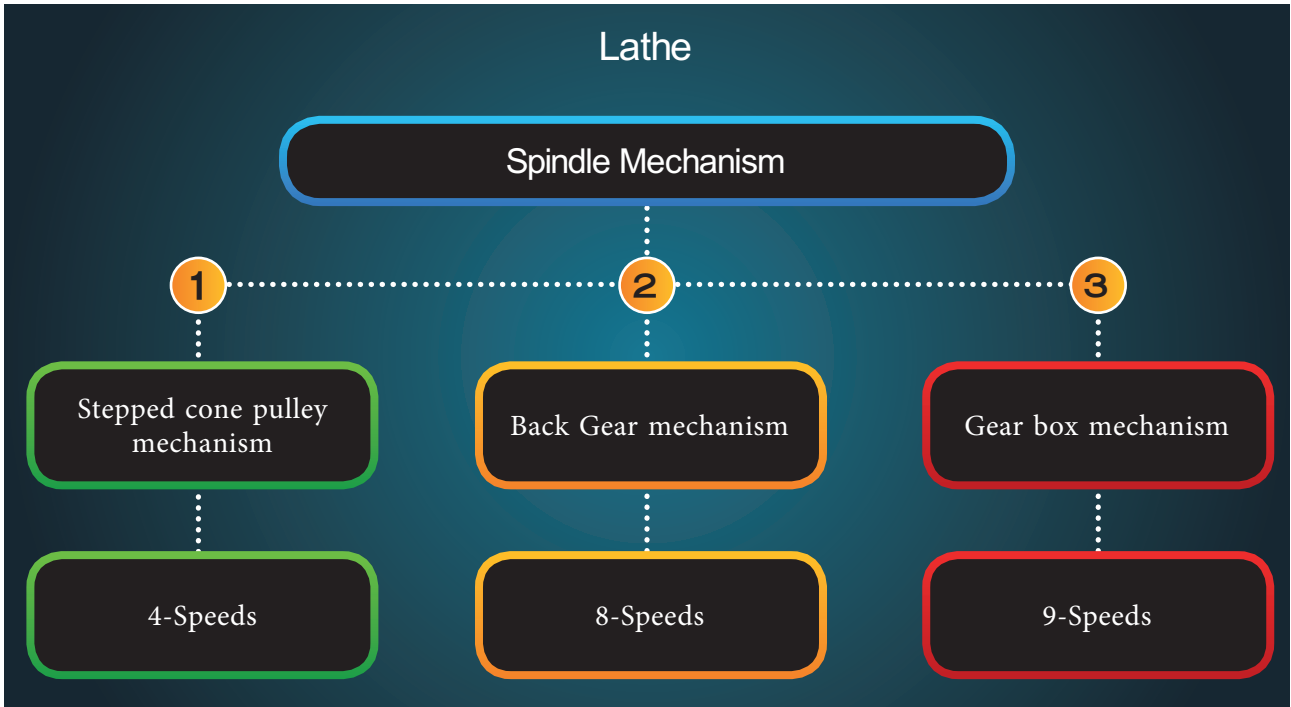 Lathe
Spindle Mechanism
1
2
3
Stepped cone pulley
mechanism
Back Gear mechanism
Gear box mechanism
4-Speeds
8-Speeds
9-Speeds